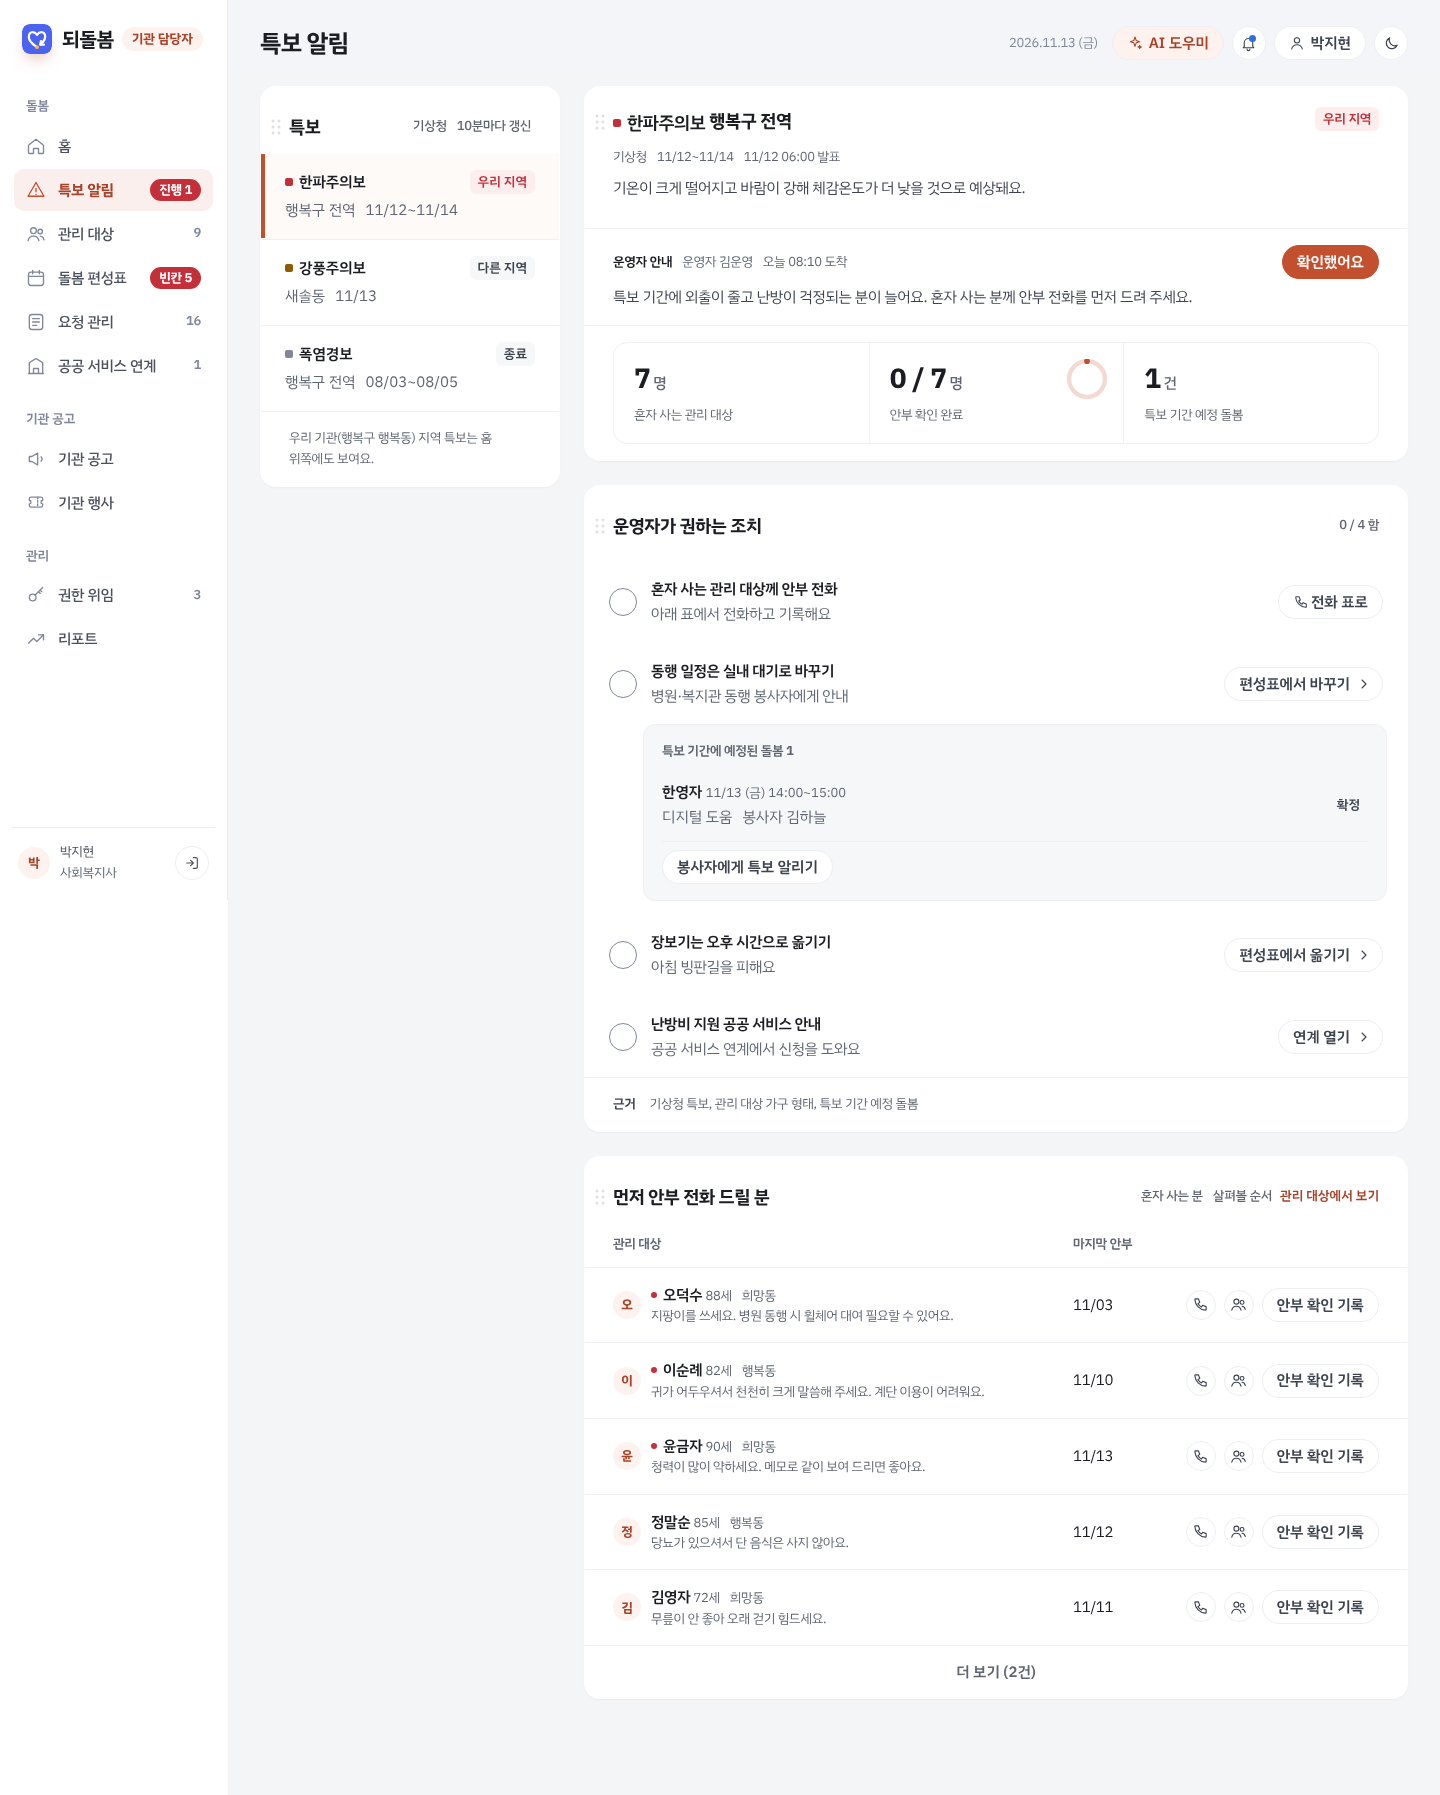 되돌봄 기관 담당자
돌봄
홈
특보 알림 진행 1
관리 대상 9
돌봄 편성표 빈칸 5
요청 관리 16
공공 서비스 연계 1
기관 공고
기관 공고
기관 행사
관리
권한 위임 3
리포트
박 박지현
사회복지사
특보 알림
2026.11.13 (금) AI 도우미 박지현
특보 기상청 10분마다 갱신
한파주의보 우리 지역
행복구 전역 11/12~11/14
강풍주의보 다른 지역
새솔동 11/13
폭염경보 종료
행복구 전역 08/03~08/05
우리 기관(행복구 행복동) 지역 특보는 홈
위쪽에도 보여요.
한파주의보 행복구 전역 우리 지역
기상청 11/12~11/14 11/12 06:00 발표
기온이 크게 떨어지고 바람이 강해 체감온도가 더 낮을 것으로 예상돼요.
운영자 안내 운영자 김운영 오늘 08:10 도착 확인했어요
특보 기간에 외출이 줄고 난방이 걱정되는 분이 늘어요. 혼자 사는 분께 안부 전화를 먼저 드려 주세요.
7명 0 / 7명 1건
혼자 사는 관리 대상 안부 확인 완료 특보 기간 예정 돌봄
운영자가 권하는 조치 0 / 4 함
혼자 사는 관리 대상께 안부 전화
아래 표에서 전화하고 기록해요
전화 표로
동행 일정은 실내 대기로 바꾸기
병원·복지관 동행 봉사자에게 안내
편성표에서 바꾸기
특보 기간에 예정된 돌봄 1
한영자 11/13 (금) 14:00~15:00
디지털 도움 봉사자 김하늘
확정
봉사자에게 특보 알리기
장보기는 오후 시간으로 옮기기
아침 빙판길을 피해요
편성표에서 옮기기
난방비 지원 공공 서비스 안내
공공 서비스 연계에서 신청을 도와요
연계 열기
근거 기상청 특보, 관리 대상 가구 형태, 특보 기간 예정 돌봄
먼저 안부 전화 드릴 분 혼자 사는 분 살펴볼 순서 관리 대상에서 보기
관리 대상 마지막 안부
오 오덕수 88세 희망동
지팡이를 쓰세요. 병원 동행 시 휠체어 대여 필요할 수 있어요.
11/03 안부 확인 기록
이 이순례 82세 행복동
귀가 어두우셔서 천천히 크게 말씀해 주세요. 계단 이용이 어려워요.
11/10 안부 확인 기록
윤 윤금자 90세 희망동
청력이 많이 약하세요. 메모로 같이 보여 드리면 좋아요.
11/13 안부 확인 기록
정 정말순 85세 행복동
당뇨가 있으셔서 단 음식은 사지 않아요.
11/12 안부 확인 기록
김 김영자 72세 희망동
무릎이 안 좋아 오래 걷기 힘드세요.
11/11 안부 확인 기록
더 보기 (2건)